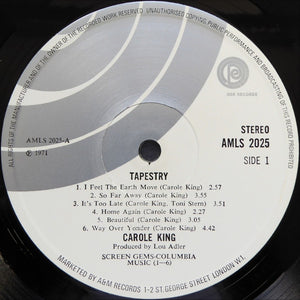 ALL RIGHTS OF THE MANUFACTURER AND OF THE OWNER OF THE RECORDED WORK RESERVED. UNAUTHORISED COPYING, PUBLIC PERFORMANCE AND BROADCASTING OF THIS RECORD PROHIBITED
ODE RECORDS
STEREO
AMLS 2025-A
AMLS 2025
℗ 1971
SIDE 1
TAPESTRY
1. I Feel The Earth Move (Carole King) 2.57
2. So Far Away (Carole King) 3.55
3. It's Too Late (Carole King, Toni Stern) 3.51
4. Home Again (Carole King) 2.27
5. Beautiful (Carole King) 3.05
6. Way Over Yonder (Carole King) 4.42
CAROLE KING
Produced by Lou Adler
SCREEN GEMS-COLUMBIA
MUSIC (1—6)
MARKETED BY A&M RECORDS 1-2 ST. GEORGE STREET LONDON W.1.